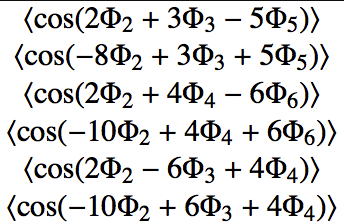 ⟨cos(2Φ₂ + 3Φ₃ − 5Φ₅)⟩
⟨cos(−8Φ₂ + 3Φ₃ + 5Φ₅)⟩
⟨cos(2Φ₂ + 4Φ₄ − 6Φ₆)⟩
⟨cos(−10Φ₂ + 4Φ₄ + 6Φ₆)⟩
⟨cos(2Φ₂ − 6Φ₃ + 4Φ₄)⟩
⟨cos(−10Φ₂ + 6Φ₃ + 4Φ₄)⟩